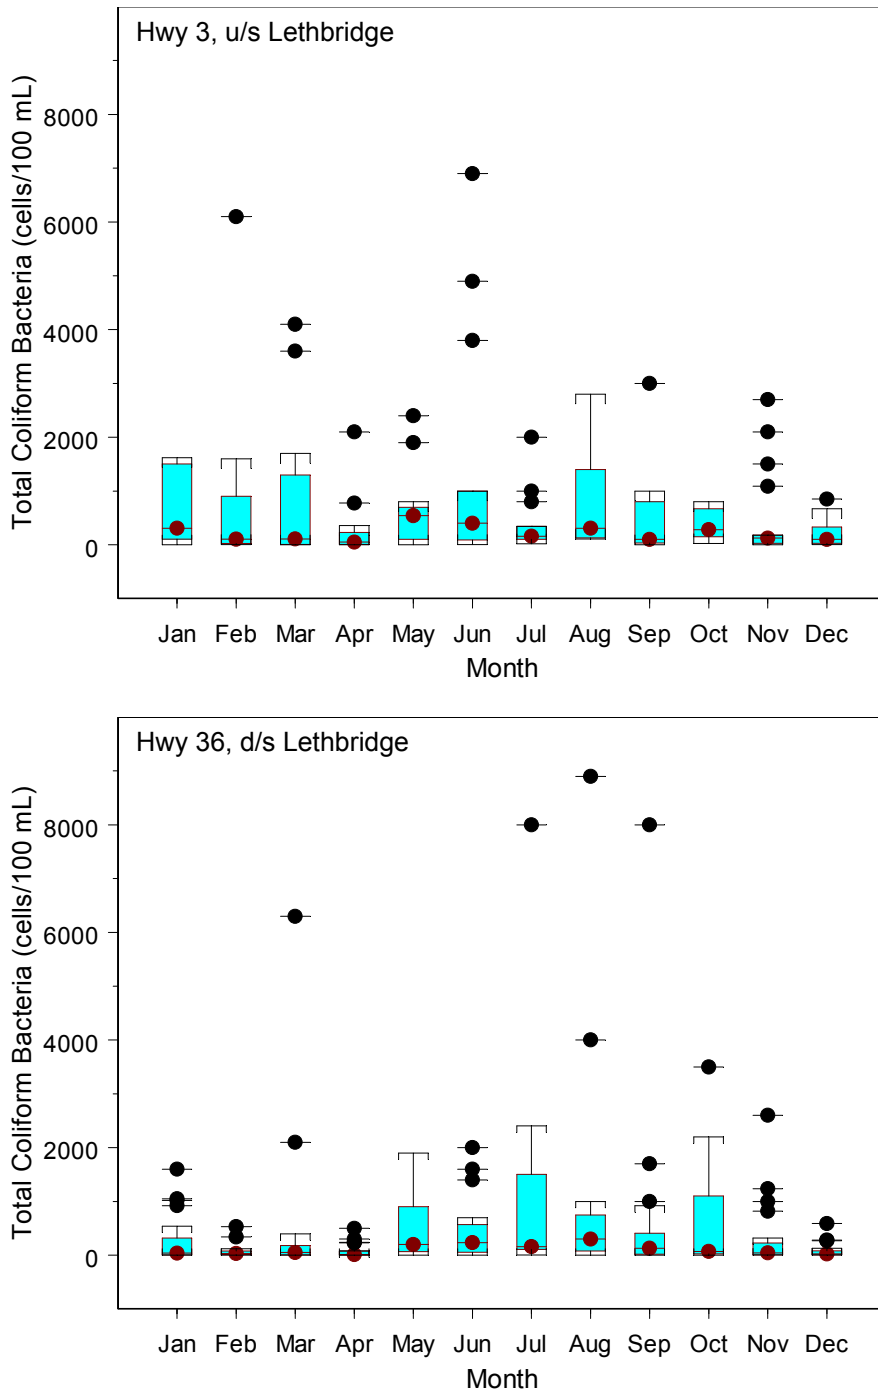 Hwy 3, u/s Lethbridge
Total Coliform Bacteria (cells/100 mL)
8000
6000
4000
2000
0
Jan Feb Mar Apr May Jun Jul Aug Sep Oct Nov Dec
Month
Hwy 36, d/s Lethbridge
Total Coliform Bacteria (cells/100 mL)
8000
6000
4000
2000
0
Jan Feb Mar Apr May Jun Jul Aug Sep Oct Nov Dec
Month